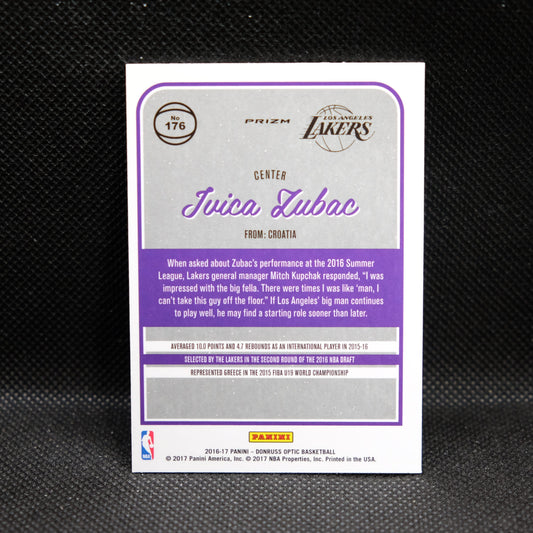 No
176
PRIZM
LOS ANGELES
LAKERS
CENTER
Ivica Zubac
FROM: CROATIA
When asked about Zubac's performance at the 2016 Summer
League, Lakers general manager Mitch Kupchak responded, "I was
impressed with the big fella. There were times I was like 'man, I
can't take this guy off the floor.'" If Los Angeles' big man continues
to play well, he may find a starting role sooner than later.
AVERAGED 10.0 POINTS AND 4.7 REBOUNDS AS AN INTERNATIONAL PLAYER IN 2015-16
SELECTED BY THE LAKERS IN THE SECOND ROUND OF THE 2016 NBA DRAFT
REPRESENTED GREECE IN THE 2015 FIBA U19 WORLD CHAMPIONSHIP
PANINI
NBA
2016-17 PANINI - DONRUSS OPTIC BASKETBALL
© 2017 Panini America, Inc. © 2017 NBA Properties, Inc. Printed in the USA.